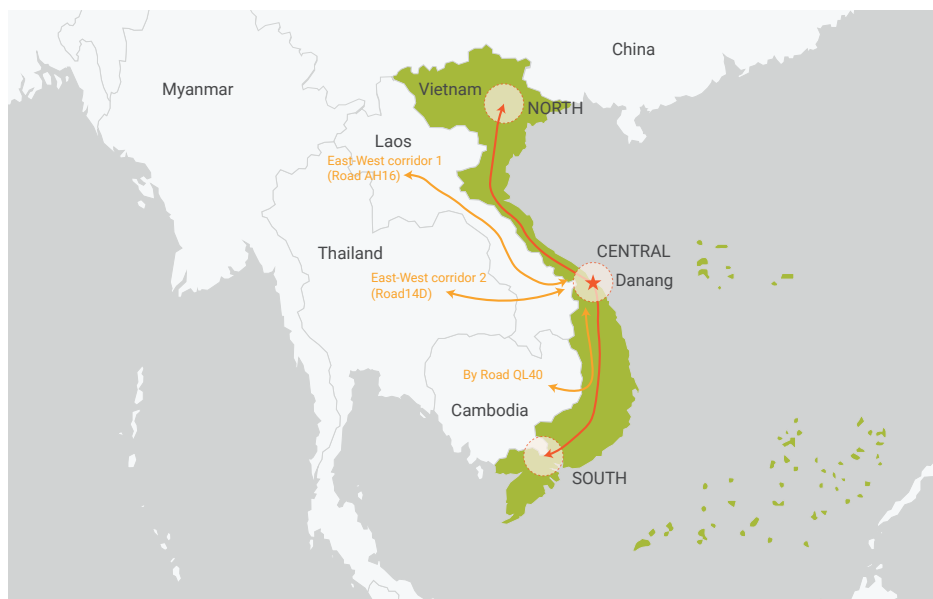 China
Myanmar
Vietnam
NORTH
Laos
East-West corridor 1
(Road AH16)
Thailand
CENTRAL
Danang
East-West corridor 2
(Road14D)
By Road QL40
Cambodia
SOUTH